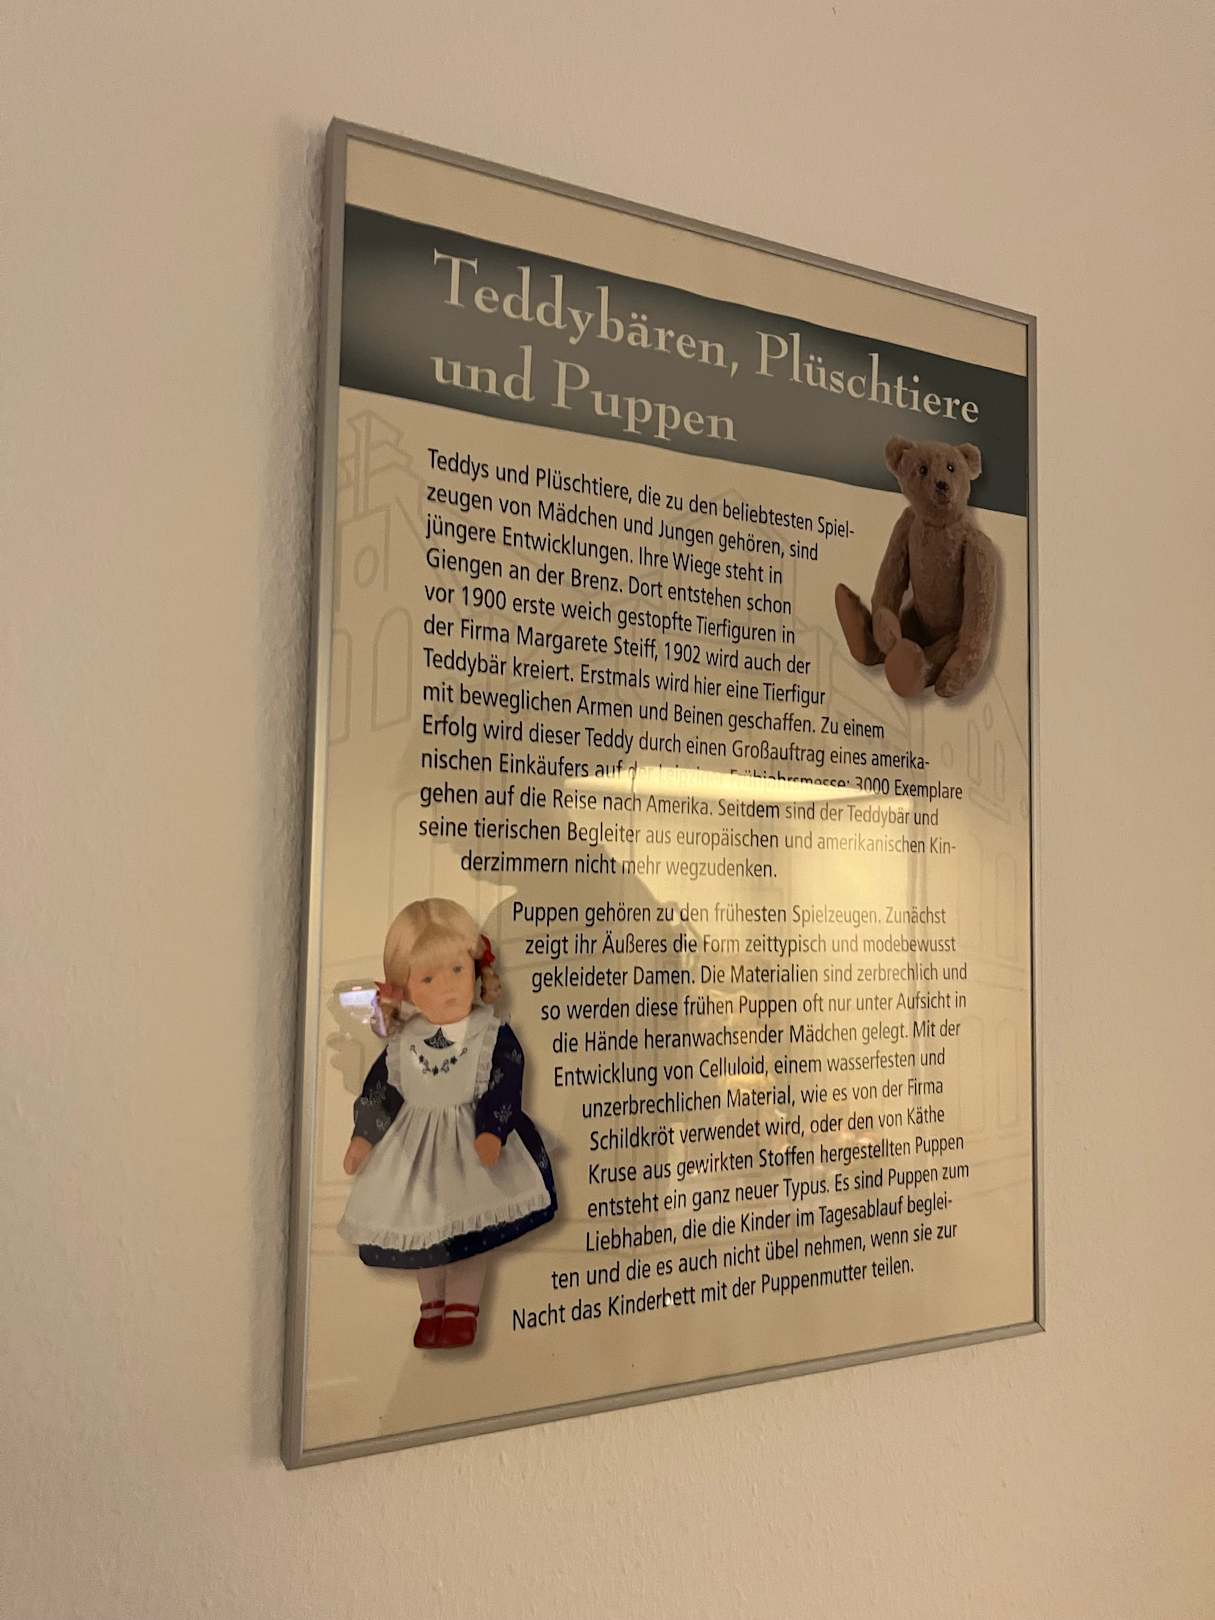 Teddybären, Plüschtiere
und Puppen
Teddys und Plüschtiere, die zu den beliebtesten Spiel-
zeugen von Mädchen und Jungen gehören, sind
jüngere Entwicklungen. Ihre Wiege steht in
Giengen an der Brenz. Dort entstehen schon
vor 1900 erste weich gestopfte Tierfiguren in
der Firma Margarete Steiff, 1902 wird auch der
Teddybär kreiert. Erstmals wird hier eine Tierfigur
mit beweglichen Armen und Beinen geschaffen. Zu einem
Erfolg wird dieser Teddy durch einen Großauftrag eines amerika-
nischen Einkäufers auf der Leipziger Frühjahrsmesse: 3000 Exemplare
gehen auf die Reise nach Amerika. Seitdem sind der Teddybär und
seine tierischen Begleiter aus europäischen und amerikanischen Kin-
derzimmern nicht mehr wegzudenken.
Puppen gehören zu den frühesten Spielzeugen. Zunächst
zeigt ihr Äußeres die Form zeittypisch und modebewusst
gekleideter Damen. Die Materialien sind zerbrechlich und
so werden diese frühen Puppen oft nur unter Aufsicht in
die Hände heranwachsender Mädchen gelegt. Mit der
Entwicklung von Celluloid, einem wasserfesten und
unzerbrechlichen Material, wie es von der Firma
Schildkröt verwendet wird, oder den von Käthe
Kruse aus gewirkten Stoffen hergestellten Puppen
entsteht ein ganz neuer Typus. Es sind Puppen zum
Liebhaben, die die Kinder im Tagesablauf beglei-
ten und die es auch nicht übel nehmen, wenn sie zur
Nacht das Kinderbett mit der Puppenmutter teilen.